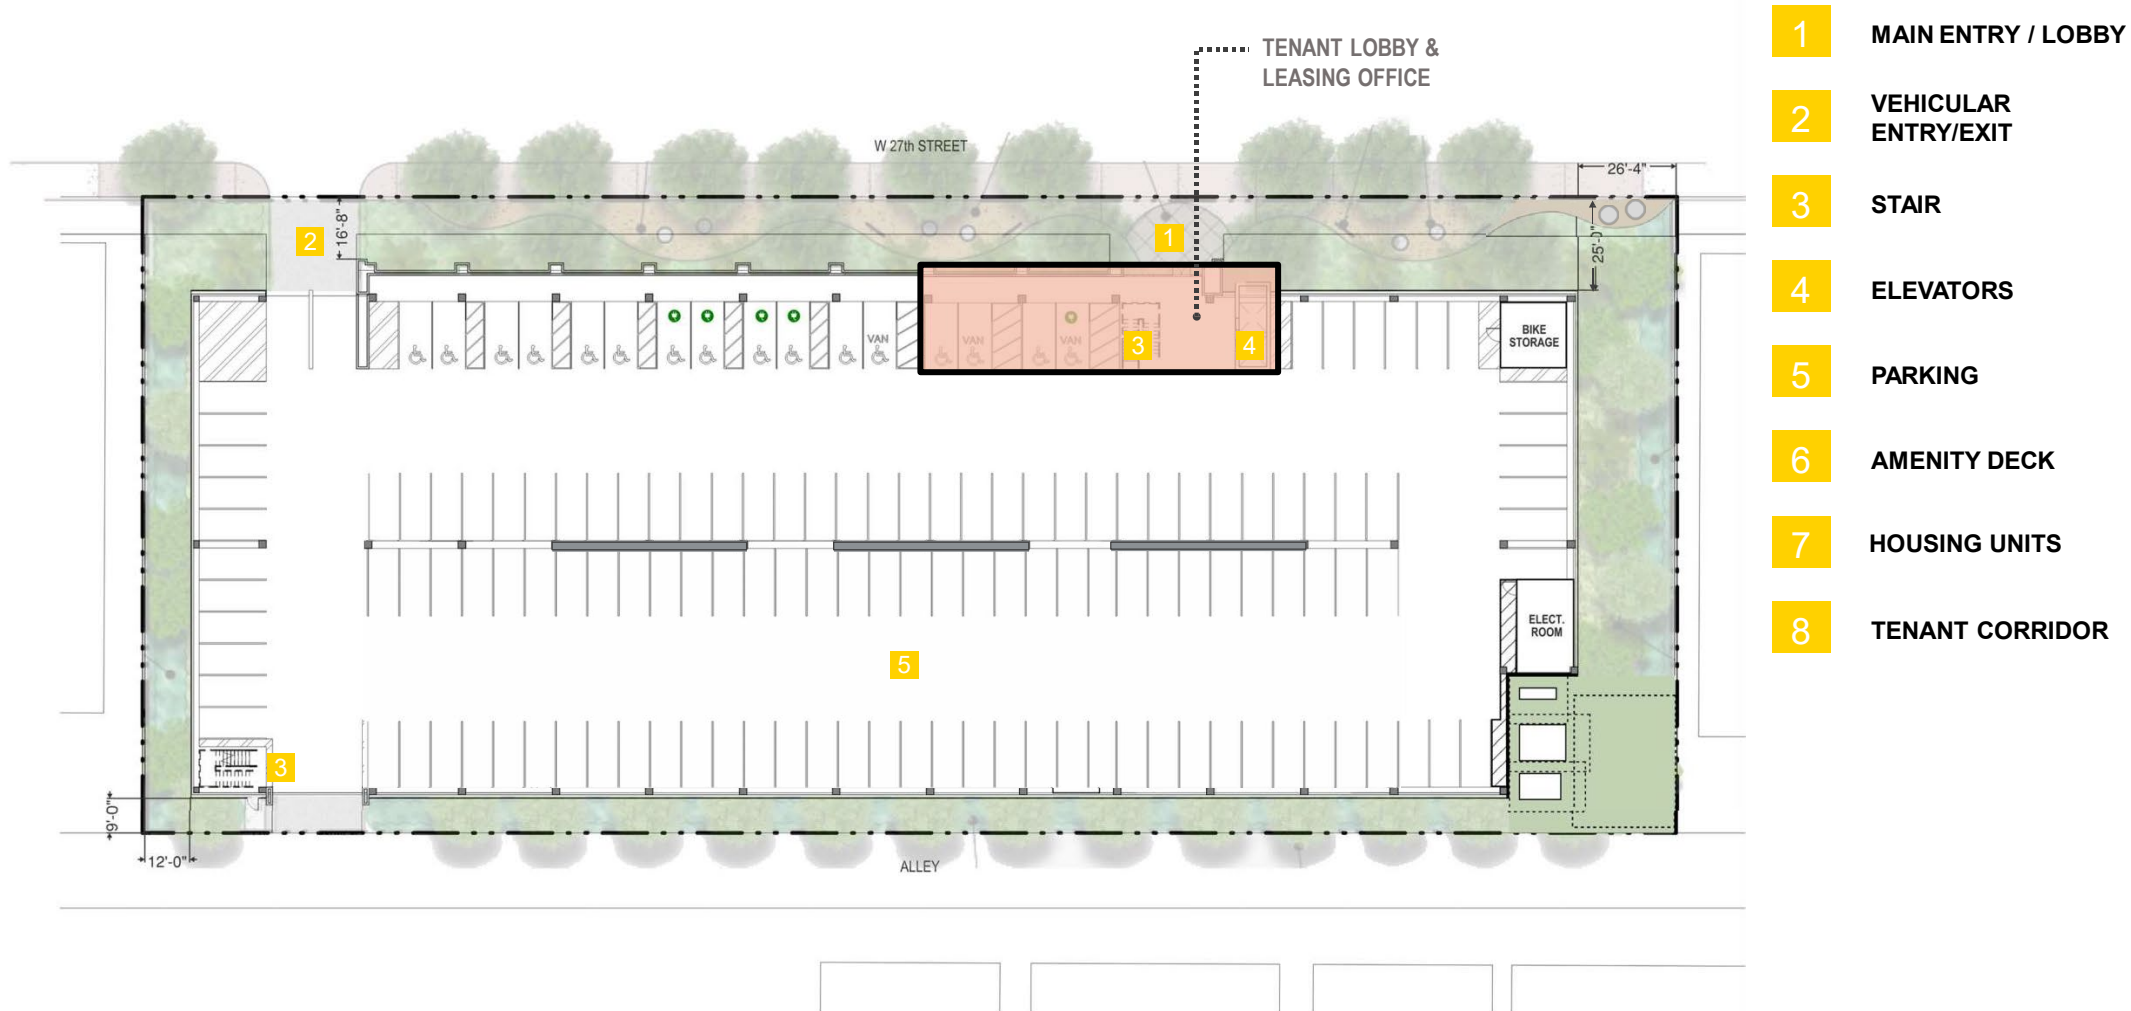 TENANT LOBBY &
LEASING OFFICE
W 27th STREET
26'-4"
16'-8"
25'-0"
2
1
VAN
VAN
VAN
3
4
BIKE
STORAGE
ELECT.
ROOM
5
3
9'-0"
12'-0"
ALLEY
1 MAIN ENTRY / LOBBY
2 VEHICULAR
ENTRY/EXIT
3 STAIR
4 ELEVATORS
5 PARKING
6 AMENITY DECK
7 HOUSING UNITS
8 TENANT CORRIDOR